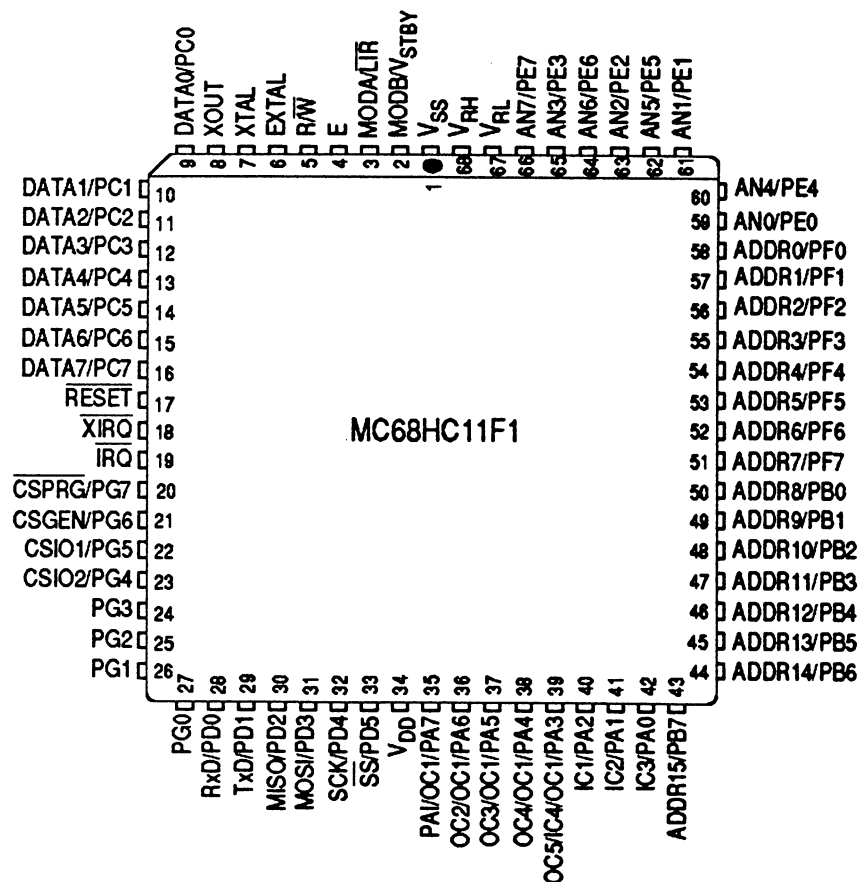 DATA0/PC0
XOUT
XTAL
EXTAL
R/W̅
E
MODA/L̅I̅R̅
MODB/VSTBY
VSS
VRH
VRL
AN7/PE7
AN3/PE3
AN6/PE6
AN2/PE2
AN5/PE5
AN1/PE1
9
8
7
6
5
4
3
2
1
68
67
66
65
64
63
62
61
DATA1/PC1 10
DATA2/PC2 11
DATA3/PC3 12
DATA4/PC4 13
DATA5/PC5 14
DATA6/PC6 15
DATA7/PC7 16
R̅E̅S̅E̅T̅ 17
X̅I̅R̅Q̅ 18
I̅R̅Q̅ 19
C̅S̅P̅R̅G̅/PG7 20
CSGEN/PG6 21
CSIO1/PG5 22
CSIO2/PG4 23
PG3 24
PG2 25
PG1 26
MC68HC11F1
60 AN4/PE4
59 AN0/PE0
58 ADDR0/PF0
57 ADDR1/PF1
56 ADDR2/PF2
55 ADDR3/PF3
54 ADDR4/PF4
53 ADDR5/PF5
52 ADDR6/PF6
51 ADDR7/PF7
50 ADDR8/PB0
49 ADDR9/PB1
48 ADDR10/PB2
47 ADDR11/PB3
46 ADDR12/PB4
45 ADDR13/PB5
44 ADDR14/PB6
27
28
29
30
31
32
33
34
35
36
37
38
39
40
41
42
43
PG0
RxD/PD0
TxD/PD1
MISO/PD2
MOSI/PD3
SCK/PD4
S̅S̅/PD5
VDD
PAI/OC1/PA7
OC2/OC1/PA6
OC3/OC1/PA5
OC4/OC1/PA4
OC5/IC4/OC1/PA3
IC1/PA2
IC2/PA1
IC3/PA0
ADDR15/PB7